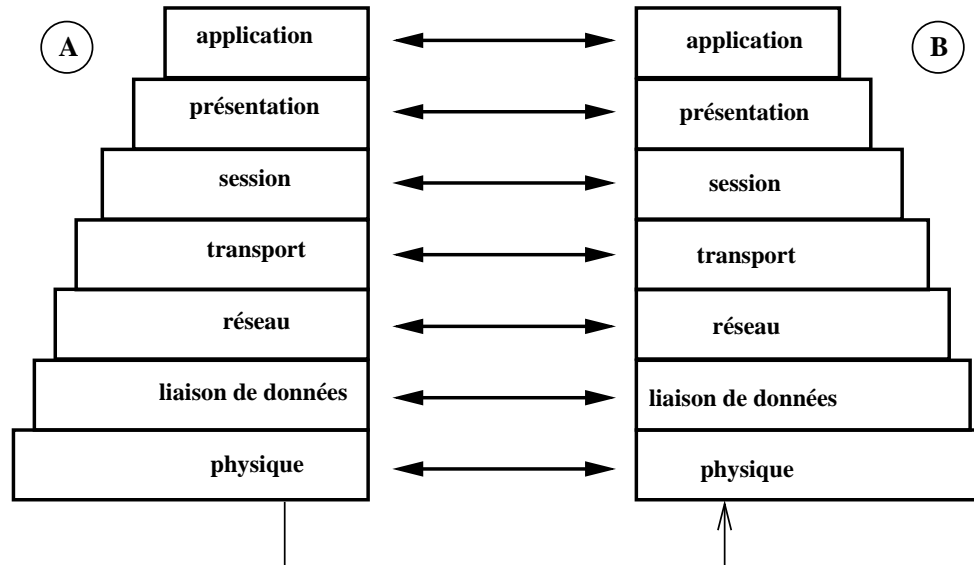 A
application
application
B
présentation
présentation
session
session
transport
transport
réseau
réseau
liaison de données
liaison de données
physique
physique